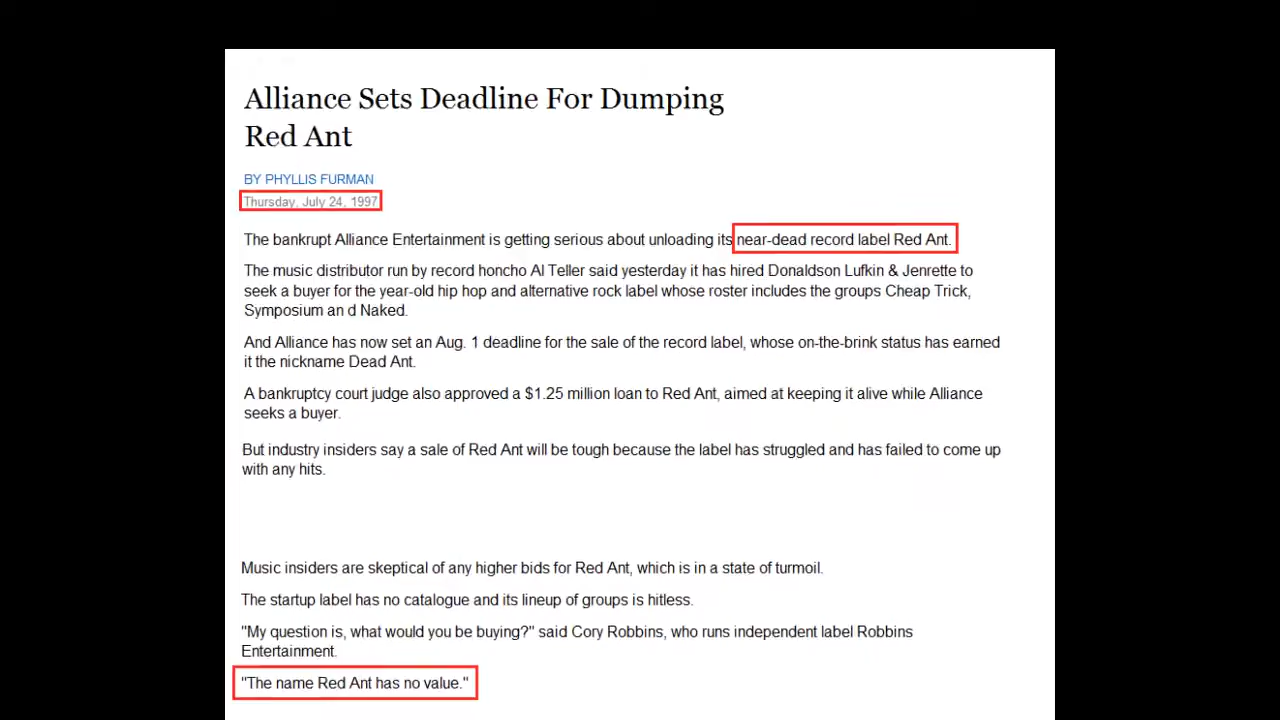 Alliance Sets Deadline For Dumping
Red Ant
BY PHYLLIS FURMAN
Thursday, July 24, 1997
The bankrupt Alliance Entertainment is getting serious about unloading its near-dead record label Red Ant.
The music distributor run by record honcho Al Teller said yesterday it has hired Donaldson Lufkin & Jenrette to
seek a buyer for the year-old hip hop and alternative rock label whose roster includes the groups Cheap Trick,
Symposium an d Naked.
And Alliance has now set an Aug. 1 deadline for the sale of the record label, whose on-the-brink status has earned
it the nickname Dead Ant.
A bankruptcy court judge also approved a $1.25 million loan to Red Ant, aimed at keeping it alive while Alliance
seeks a buyer.
But industry insiders say a sale of Red Ant will be tough because the label has struggled and has failed to come up
with any hits.
Music insiders are skeptical of any higher bids for Red Ant, which is in a state of turmoil.
The startup label has no catalogue and its lineup of groups is hitless.
"My question is, what would you be buying?" said Cory Robbins, who runs independent label Robbins
Entertainment.
"The name Red Ant has no value."